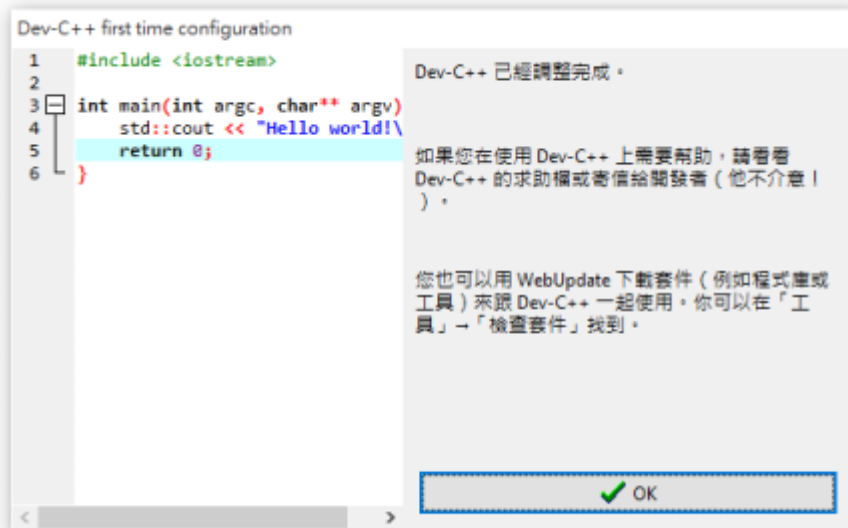 Dev-C++ first time configuration
1 #include <iostream>
2
3 int main(int argc, char** argv)
4 std::cout << "Hello world!\
5 return 0;
6 }
Dev-C++ 已經調整完成。
如果您在使用 Dev-C++ 上需要幫助，請看看
Dev-C++ 的求助欄或寄信給開發者（他不介意！
）。
您也可以用 WebUpdate 下載套件（例如程式庫或
工具）來跟 Dev-C++ 一起使用。你可以在「工
具」→「檢查套件」找到。
OK